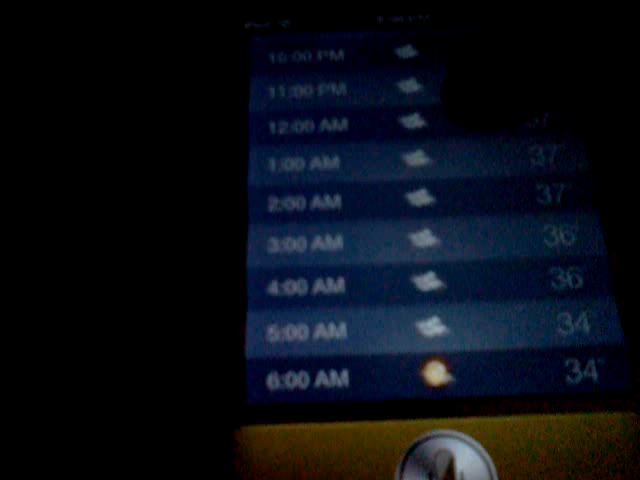 10:00 PM
11:00 PM
12:00 AM 37
1:00 AM 37°
2:00 AM 37°
3:00 AM 36°
4:00 AM 36°
5:00 AM 34°
6:00 AM 34°